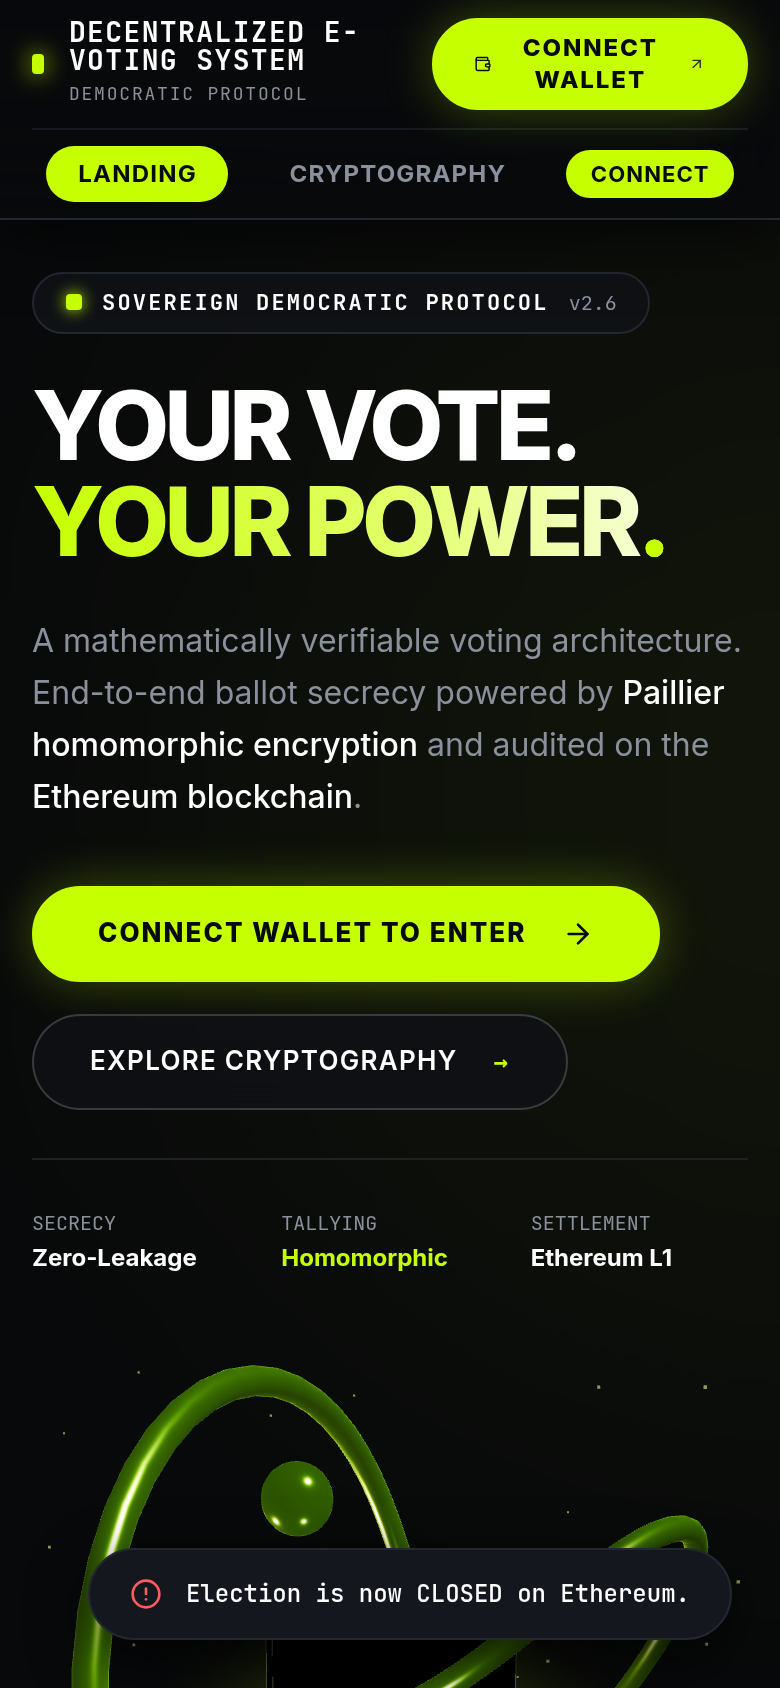 DECENTRALIZED E-
VOTING SYSTEM
DEMOCRATIC PROTOCOL
CONNECT
WALLET
LANDING
CRYPTOGRAPHY
CONNECT
SOVEREIGN DEMOCRATIC PROTOCOL v2.6
YOUR VOTE.
YOUR POWER.
A mathematically verifiable voting architecture.
End-to-end ballot secrecy powered by Paillier
homomorphic encryption and audited on the
Ethereum blockchain.
CONNECT WALLET TO ENTER →
EXPLORE CRYPTOGRAPHY →
SECRECY
Zero-Leakage
TALLYING
Homomorphic
SETTLEMENT
Ethereum L1
Election is now CLOSED on Ethereum.